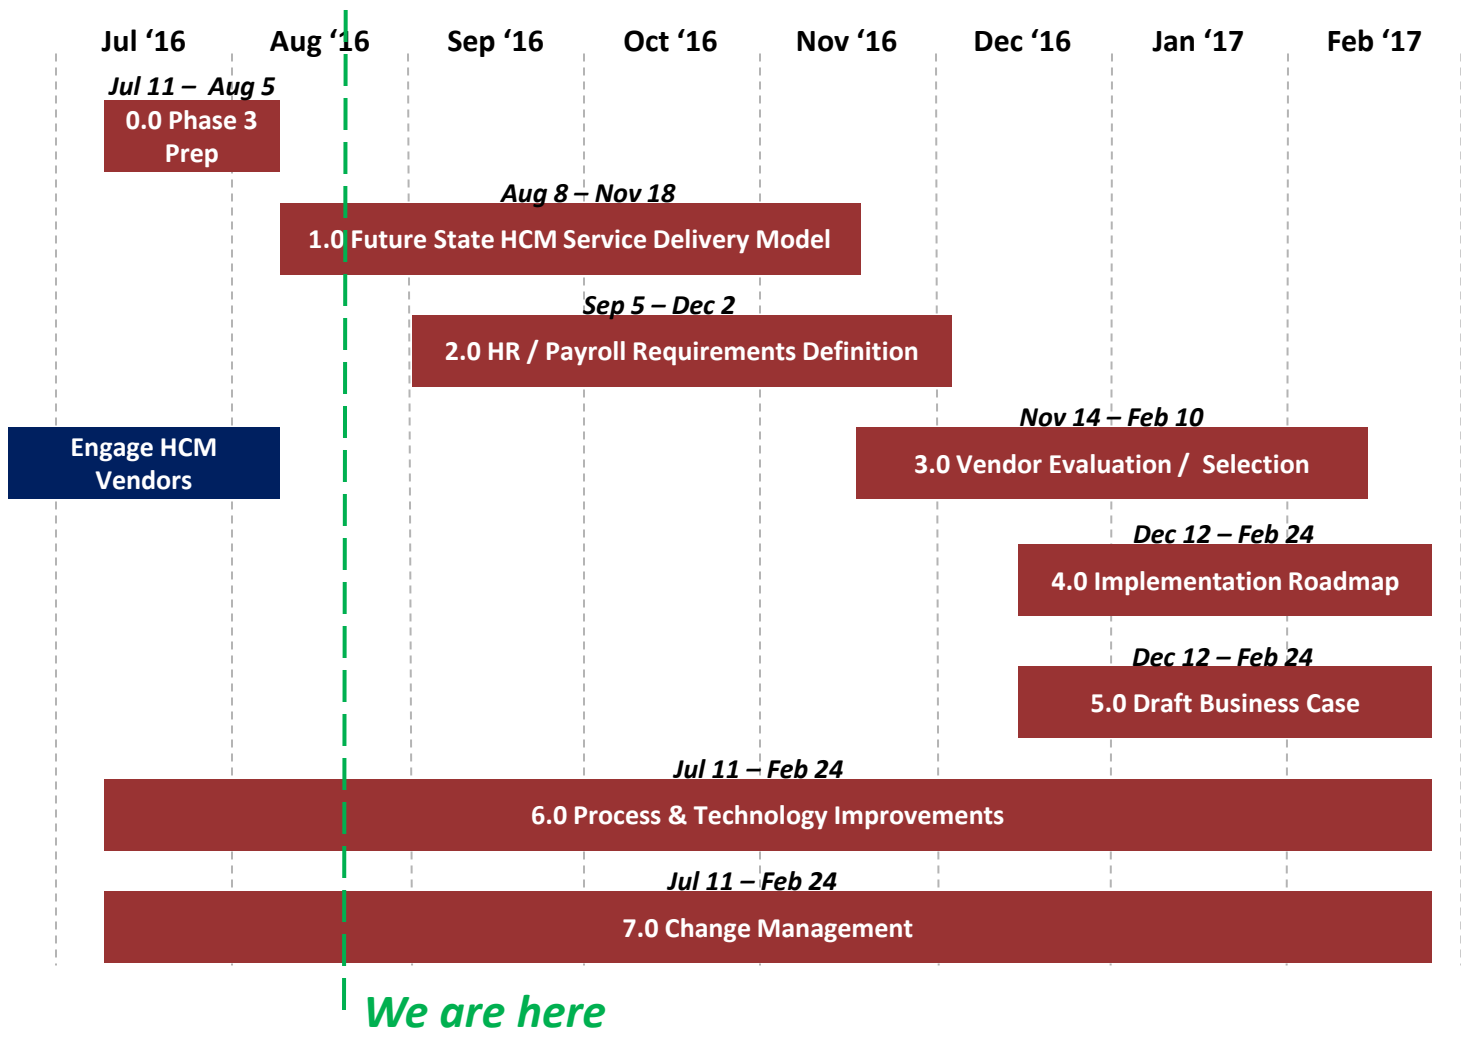 Jul ‘16 Aug ‘16 Sep ‘16 Oct ‘16 Nov ‘16 Dec ‘16 Jan ‘17 Feb ‘17
Jul 11 – Aug 5
0.0 Phase 3
Prep
Aug 8 – Nov 18
1.0 Future State HCM Service Delivery Model
Sep 5 – Dec 2
2.0 HR / Payroll Requirements Definition
Engage HCM
Vendors
Nov 14 – Feb 10
3.0 Vendor Evaluation / Selection
Dec 12 – Feb 24
4.0 Implementation Roadmap
Dec 12 – Feb 24
5.0 Draft Business Case
Jul 11 – Feb 24
6.0 Process & Technology Improvements
Jul 11 – Feb 24
7.0 Change Management
We are here